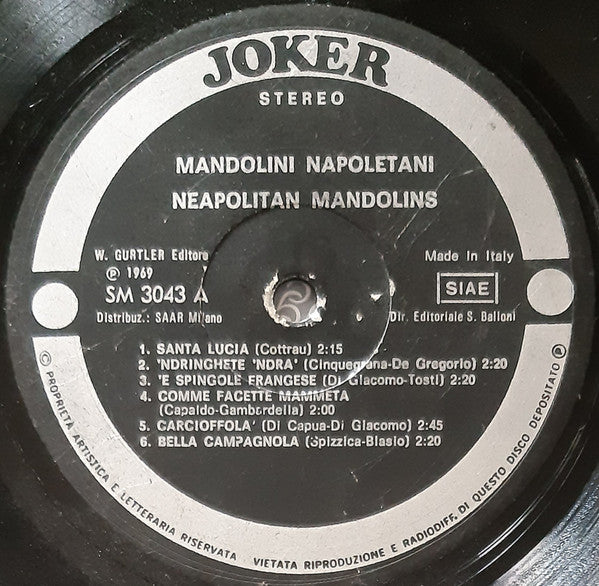 JOKER
STEREO
MANDOLINI NAPOLETANI
NEAPOLITAN MANDOLINS
W. GURTLER Editore
Ⓟ 1969
SM 3043 A
Distribuz.: SAAR Milano
Made in Italy
SIAE
Dir. Editoriale S. Balloni
1. SANTA LUCIA (Cottrau) 2:15
2. 'NDRINGHETE 'NDRA' (Cinquegrana-De Gregorio) 2:20
3. 'E SPINGOLE FRANGESE (Di Giacomo-Tosti) 2:20
4. COMME FACETTE MAMMETA
(Capaldo-Gambardella) 2:00
5. CARCIOFFOLA' (Di Capua-Di Giacomo) 2:45
6. BELLA CAMPAGNOLA (Spizzica-Blasio) 2:20
© PROPRIETÀ ARTISTICA E LETTERARIA RISERVATA VIETATA RIPRODUZIONE E RADIODIFF. DI QUESTO DISCO DEPOSITATO Ⓟ